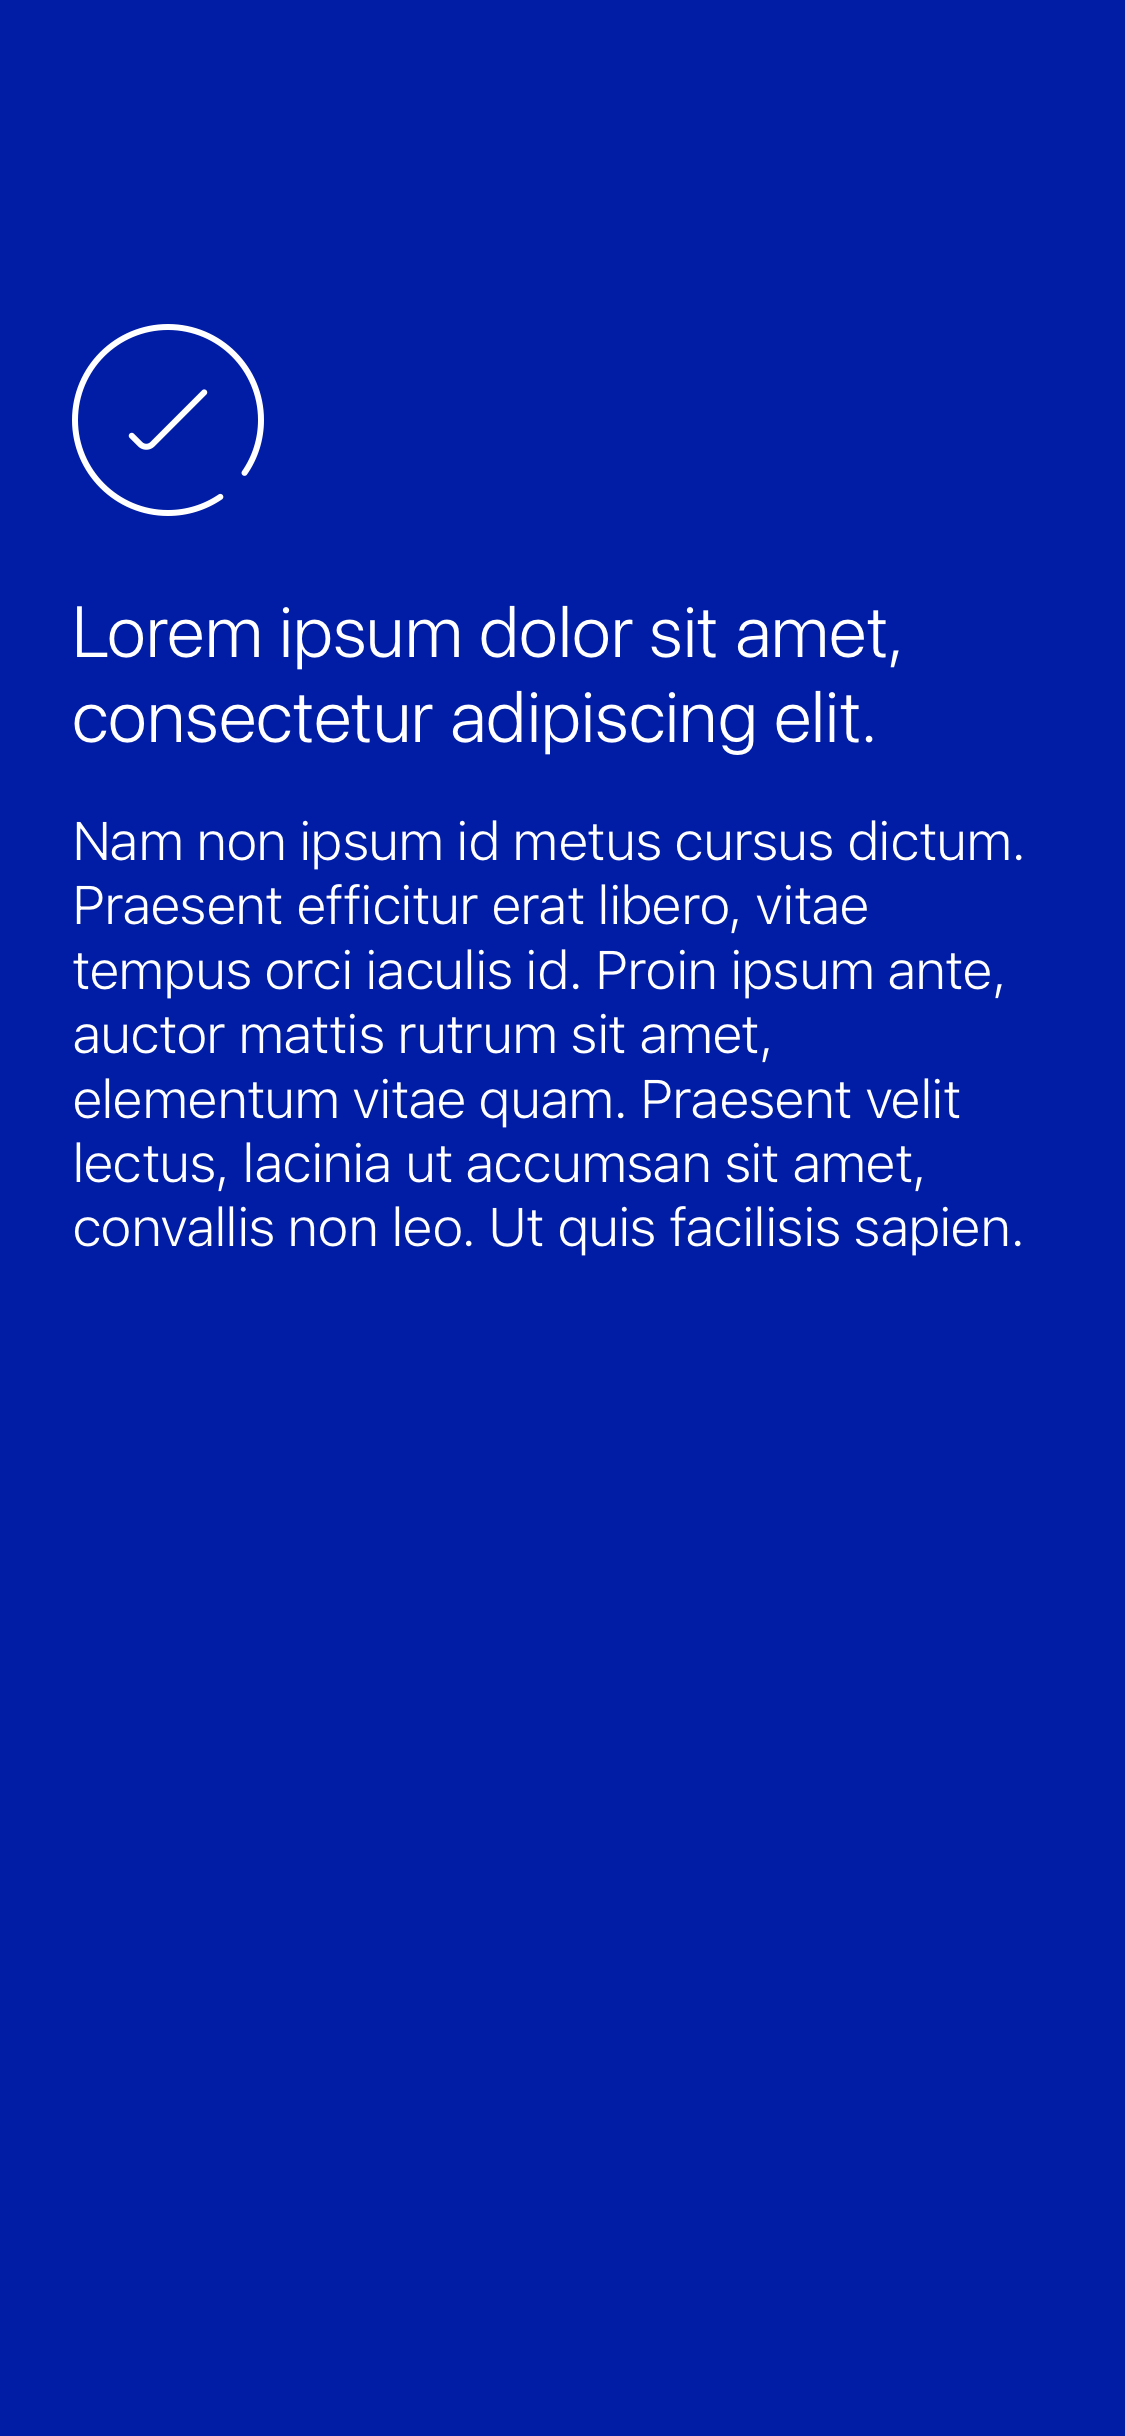 Lorem ipsum dolor sit amet,
consectetur adipiscing elit.
Nam non ipsum id metus cursus dictum.
Praesent efficitur erat libero, vitae
tempus orci iaculis id. Proin ipsum ante,
auctor mattis rutrum sit amet,
elementum vitae quam. Praesent velit
lectus, lacinia ut accumsan sit amet,
convallis non leo. Ut quis facilisis sapien.